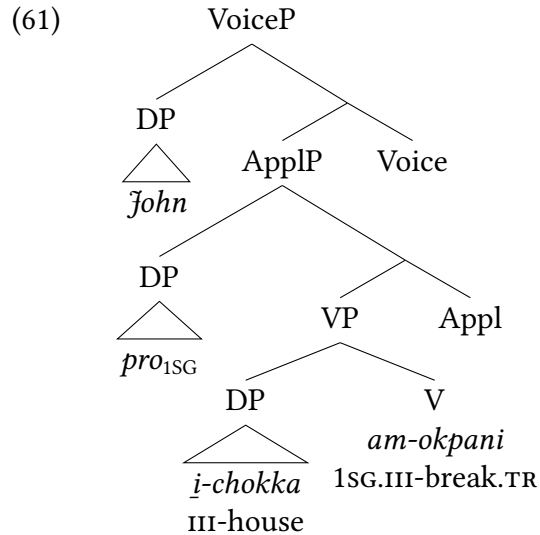 (61) VoiceP
DP
ApplP Voice
John
DP
VP Appl
pro1SG
DP V
am-okpani
i̱-chokka 1SG.III-break.TR
III-house